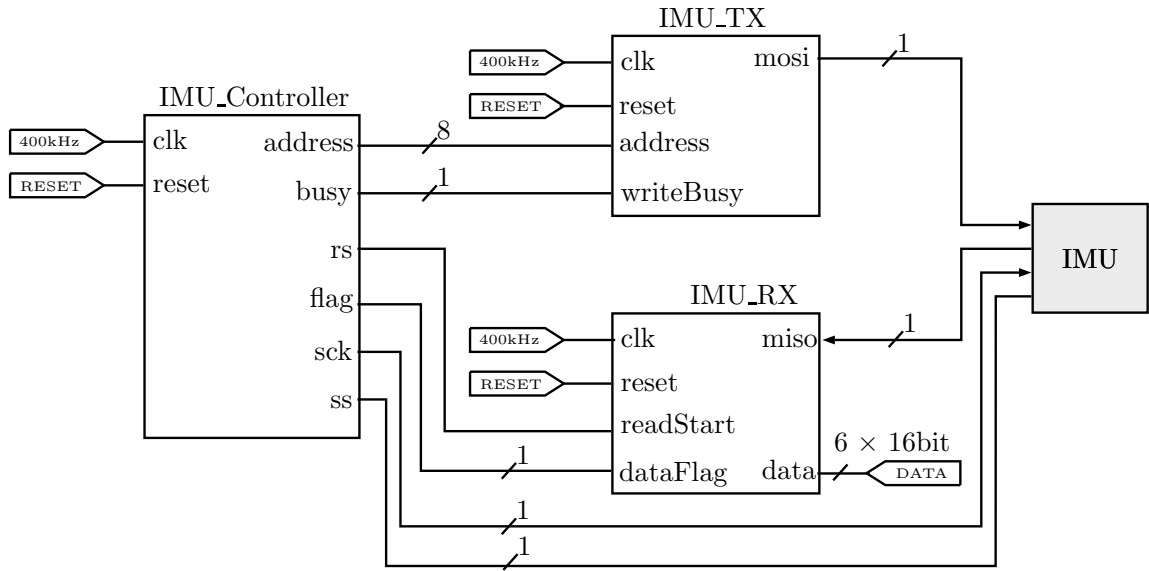 IMU_TX
400kHz
clk
mosi
1
RESET
reset
address
writeBusy
IMU_Controller
400kHz
clk
RESET
reset
address
8
busy
1
rs
flag
sck
ss
IMU
IMU_RX
400kHz
clk
miso
1
RESET
reset
readStart
1
dataFlag
data
6 × 16bit
DATA
1
1